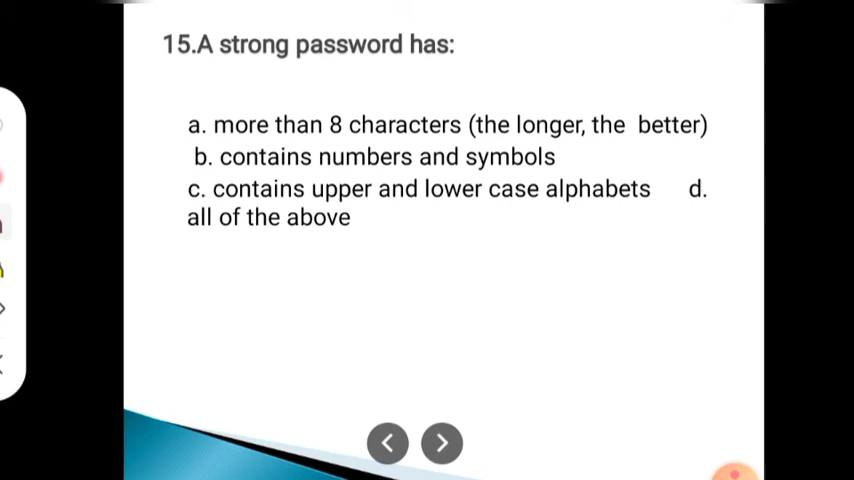 15.A strong password has:
a. more than 8 characters (the longer, the better)
b. contains numbers and symbols
c. contains upper and lower case alphabets d.
all of the above